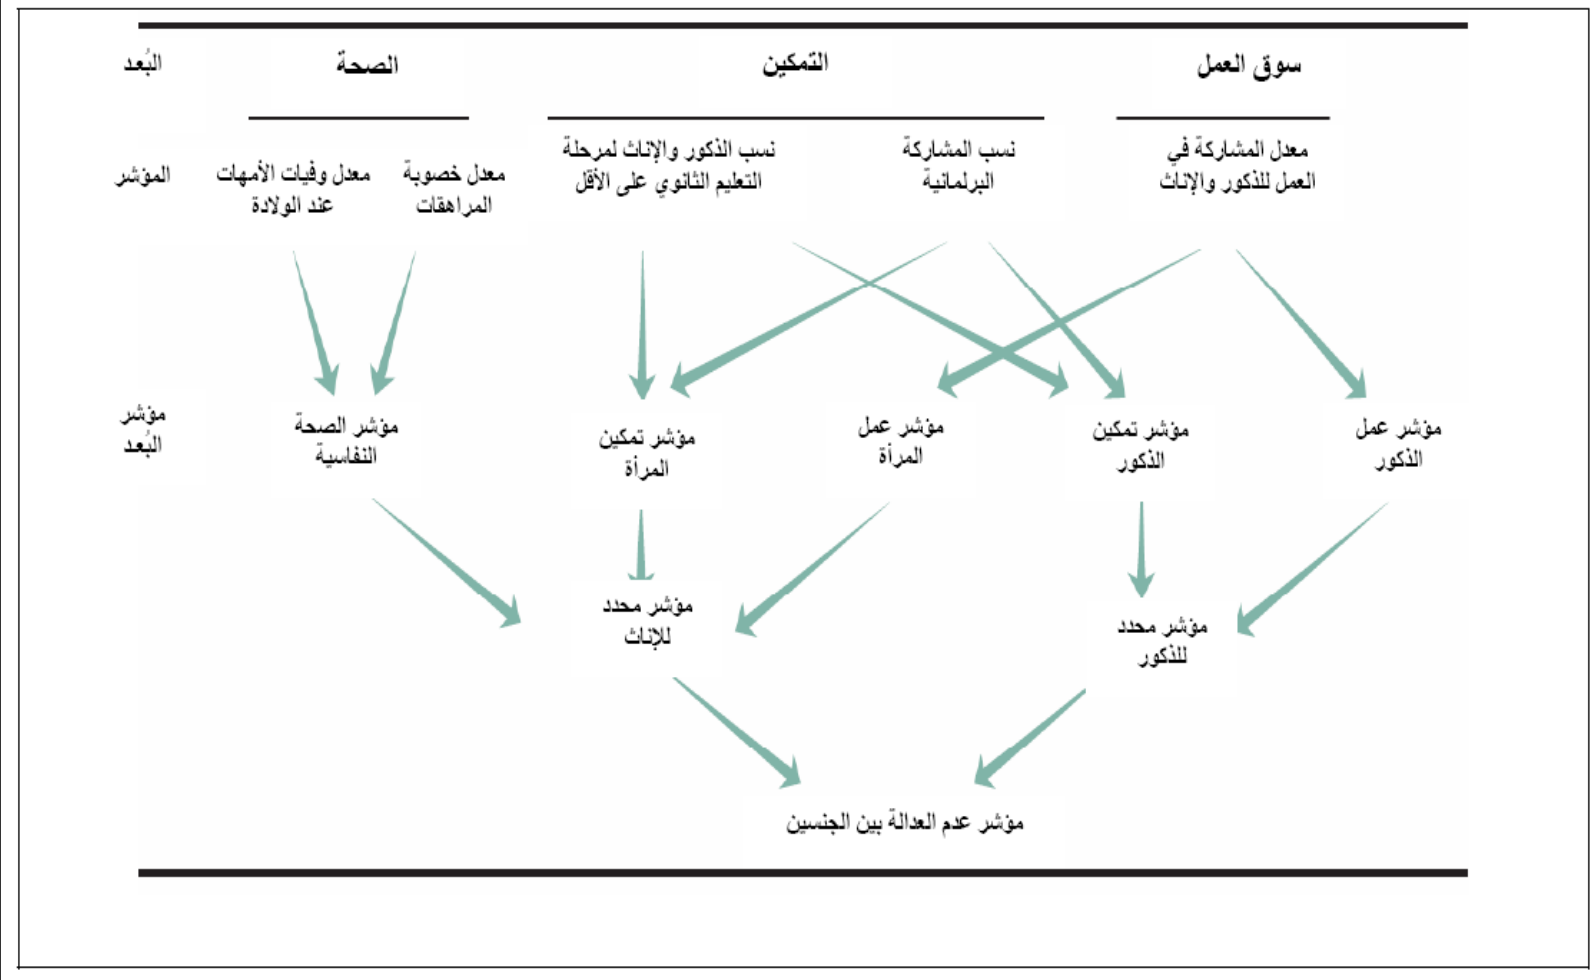 البُعد
الصحة
التمكين
سوق العمل
المؤشر
معدل وفيات الأمهات
عند الولادة
معدل خصوبة
المراهقات
نسب الذكور والإناث لمرحلة
التعليم الثانوي على الأقل
نسب المشاركة
البرلمانية
معدل المشاركة في
العمل للذكور والإناث
مؤشر
البُعد
مؤشر الصحة
النفاسية
مؤشر تمكين
المرأة
مؤشر عمل
المرأة
مؤشر تمكين
الذكور
مؤشر عمل
الذكور
مؤشر محدد
للإناث
مؤشر محدد
للذكور
مؤشر عدم العدالة بين الجنسين